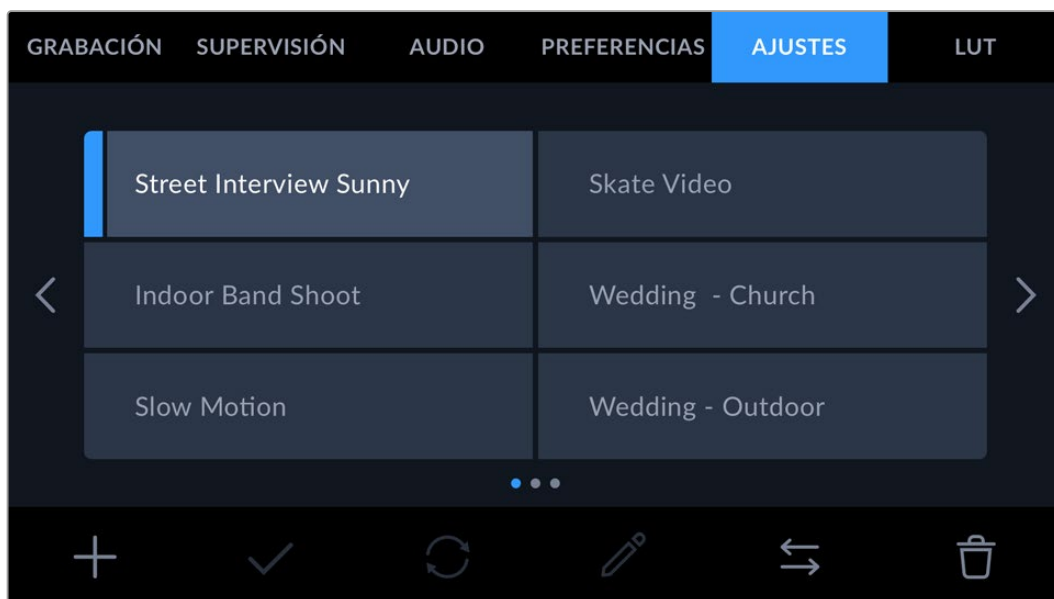 GRABACIÓN SUPERVISIÓN AUDIO PREFERENCIAS AJUSTES LUT
Street Interview Sunny Skate Video
Indoor Band Shoot Wedding - Church
Slow Motion Wedding - Outdoor